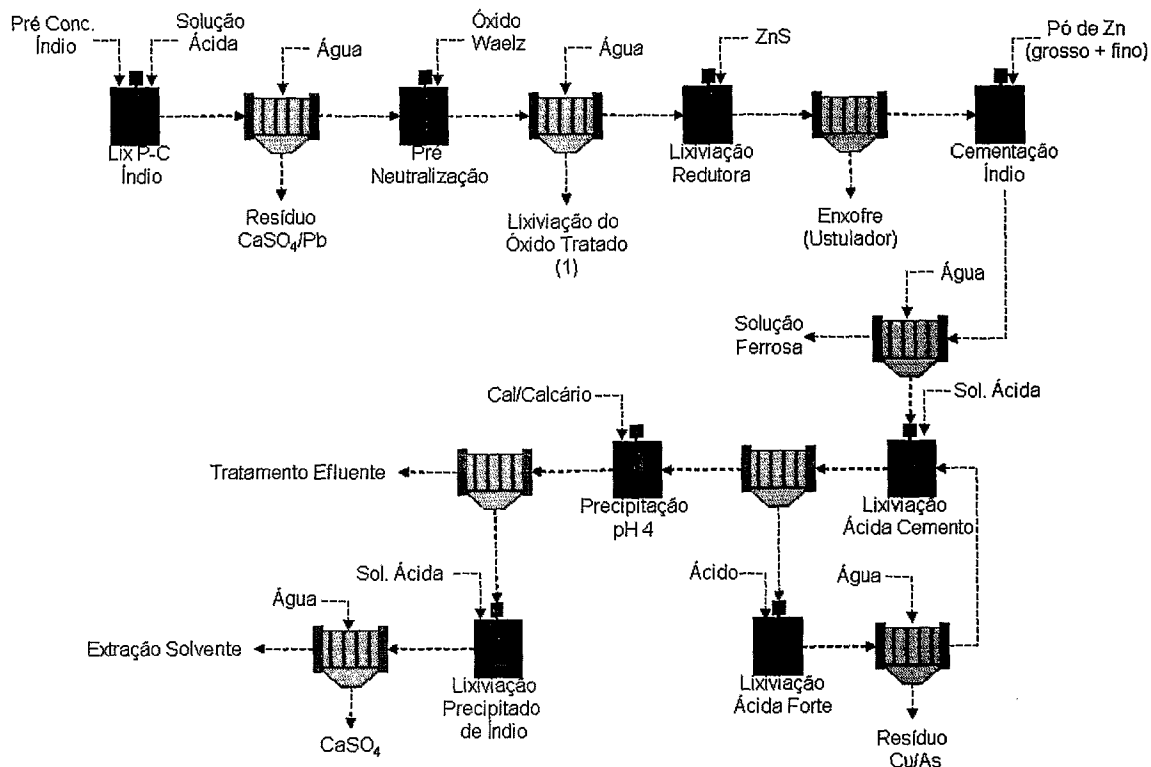 Pré Conc.
Índio
Solução
Ácida
Água
Óxido
Waelz
Água
ZnS
Pó de Zn
(grosso + fino)
Lix P-C
Índio
Pré
Neutralização
Lixiviação
Redutora
Cementação
Índio
Resíduo
CaSO₄/Pb
Lixiviação do
Óxido Tratado
(1)
Enxofre
(Ustulador)
Água
Solução
Ferrosa
Sol. Ácida
Cal/Calcário
Tratamento Efluente
Precipitação
pH 4
Lixiviação
Ácida Cemento
Sol. Ácida
Ácido
Água
Água
Extração Solvente
Lixiviação
Precipitado
de Índio
Lixiviação
Ácida Forte
CaSO₄
Resíduo
Cu/As